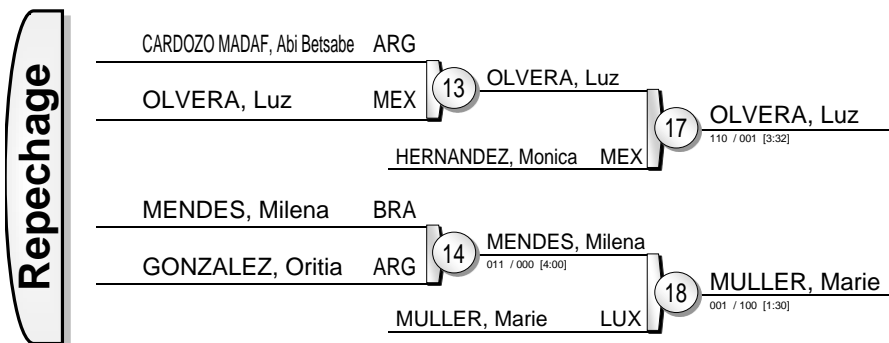 Repechage
CARDOZO MADAF, Abi Betsabe ARG
OLVERA, Luz MEX
13
OLVERA, Luz
HERNANDEZ, Monica MEX
17
OLVERA, Luz
110 / 001 [3:32]
MENDES, Milena BRA
GONZALEZ, Oritia ARG
14
MENDES, Milena
011 / 000 [4:00]
MULLER, Marie LUX
18
MULLER, Marie
001 / 100 [1:30]